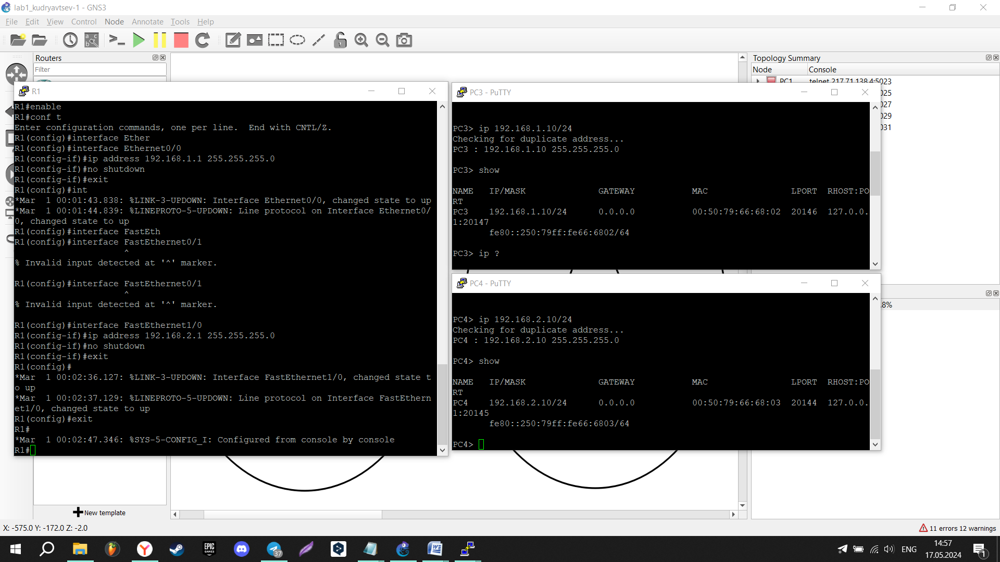 lab1_kudryavtsev-1 - GNS3
File Edit View Control Node Annotate Tools Help
Routers
Filter
R1
R1#enable
R1#conf t
Enter configuration commands, one per line.  End with CNTL/Z.
R1(config)#interface Ether
R1(config)#interface Ethernet0/0
R1(config-if)#ip address 192.168.1.1 255.255.255.0
R1(config-if)#no shutdown
R1(config-if)#exit
R1(config)#int
*Mar  1 00:01:43.838: %LINK-3-UPDOWN: Interface Ethernet0/0, changed state to up
*Mar  1 00:01:44.839: %LINEPROTO-5-UPDOWN: Line protocol on Interface Ethernet0/
0, changed state to up
R1(config)#interface FastEth
R1(config)#interface FastEthernet0/1
^
% Invalid input detected at '^' marker.
R1(config)#interface FastEthernet0/1
^
% Invalid input detected at '^' marker.
R1(config)#interface FastEthernet1/0
R1(config-if)#ip address 192.168.2.1 255.255.255.0
R1(config-if)#no shutdown
R1(config-if)#exit
R1(config)#
*Mar  1 00:02:36.127: %LINK-3-UPDOWN: Interface FastEthernet1/0, changed state t
o up
*Mar  1 00:02:37.129: %LINEPROTO-5-UPDOWN: Line protocol on Interface FastEthern
et1/0, changed state to up
R1(config)#exit
R1#
*Mar  1 00:02:47.346: %SYS-5-CONFIG_I: Configured from console by console
R1#
New template
PC3 - PuTTY
PC3> ip 192.168.1.10/24
Checking for duplicate address...
PC3 : 192.168.1.10 255.255.255.0
PC3> show
NAME   IP/MASK              GATEWAY           MAC                LPORT  RHOST:PO
RT
PC3    192.168.1.10/24      0.0.0.0           00:50:79:66:68:02  20146  127.0.0.
1:20147
fe80::250:79ff:fe66:6802/64
PC3> ip ?
PC4 - PuTTY
PC4> ip 192.168.2.10/24
Checking for duplicate address...
PC4 : 192.168.2.10 255.255.255.0
PC4> show
NAME   IP/MASK              GATEWAY           MAC                LPORT  RHOST:PO
RT
PC4    192.168.2.10/24      0.0.0.0           00:50:79:66:68:03  20144  127.0.0.
1:20145
fe80::250:79ff:fe66:6803/64
PC4>
Topology Summary
Node Console
PC1 telnet 217.71.138.4:5023
025
027
029
031
.8%
X: -575.0 Y: -172.0 Z: -2.0
11 errors 12 warnings
EPIC
GAMES
37
ENG
14:57
17.05.2024
1